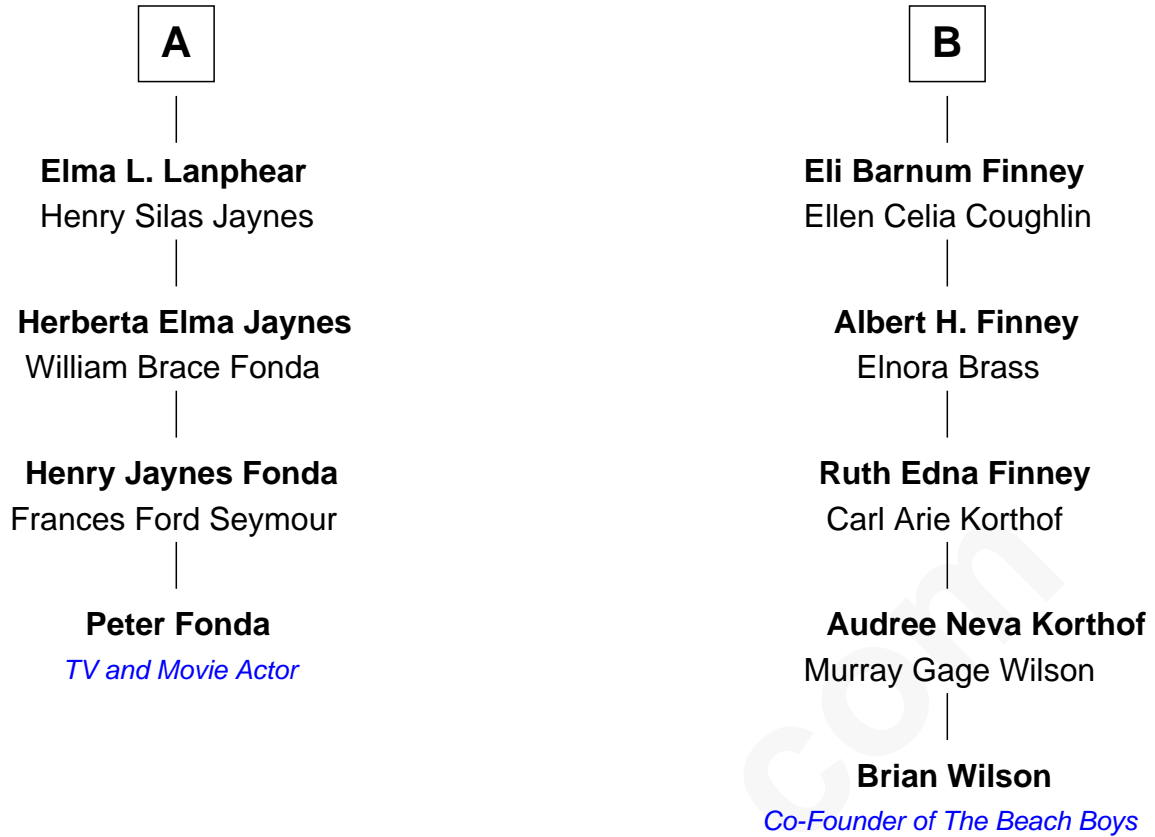 A
Elma L. Lanphear
Henry Silas Jaynes
Herberta Elma Jaynes
William Brace Fonda
Henry Jaynes Fonda
Frances Ford Seymour
Peter Fonda
TV and Movie Actor
B
Eli Barnum Finney
Ellen Celia Coughlin
Albert H. Finney
Elnora Brass
Ruth Edna Finney
Carl Arie Korthof
Audree Neva Korthof
Murray Gage Wilson
Brian Wilson
Co-Founder of The Beach Boys
com